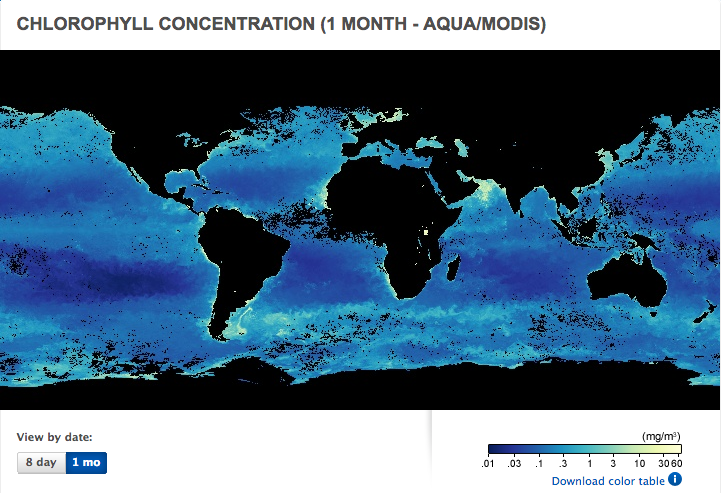 CHLOROPHYLL CONCENTRATION (1 MONTH - AQUA/MODIS)
View by date:
8 day 1 mo
(mg/m³)
.01 .03 .1 .3 1 3 10 30 60
Download color table i